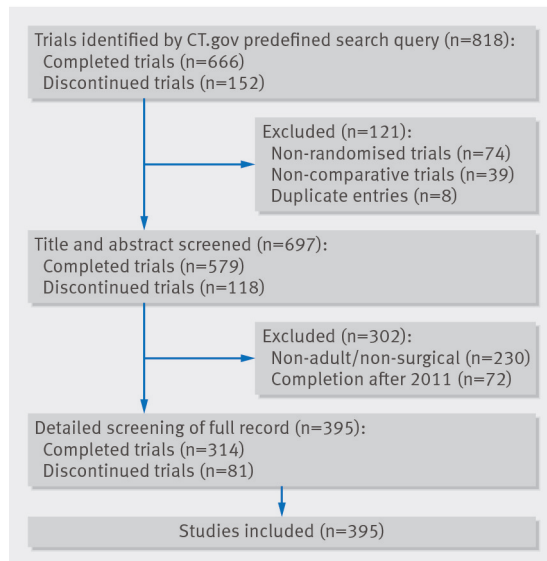 Trials identified by CT.gov predefined search query (n=818):
Completed trials (n=666)
Discontinued trials (n=152)
Excluded (n=121):
Non-randomised trials (n=74)
Non-comparative trials (n=39)
Duplicate entries (n=8)
Title and abstract screened (n=697):
Completed trials (n=579)
Discontinued trials (n=118)
Excluded (n=302):
Non-adult/non-surgical (n=230)
Completion after 2011 (n=72)
Detailed screening of full record (n=395):
Completed trials (n=314)
Discontinued trials (n=81)
Studies included (n=395)